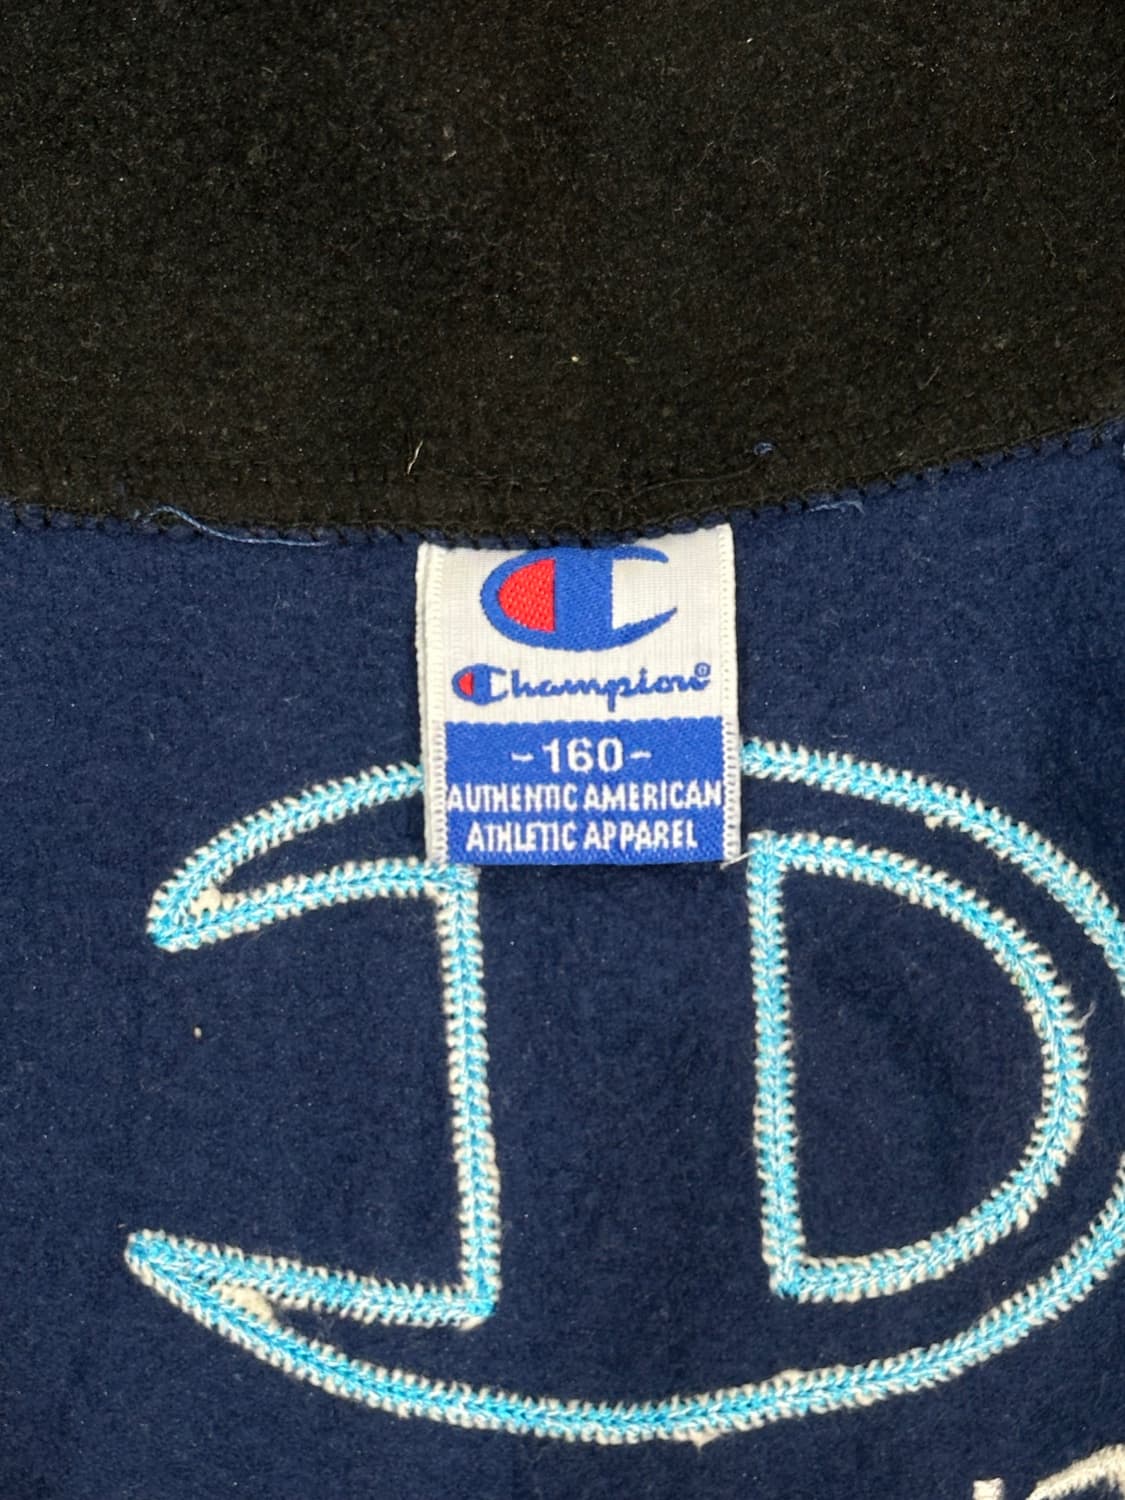 Champion®
-160-
AUTHENTIC AMERICAN
ATHLETIC APPAREL